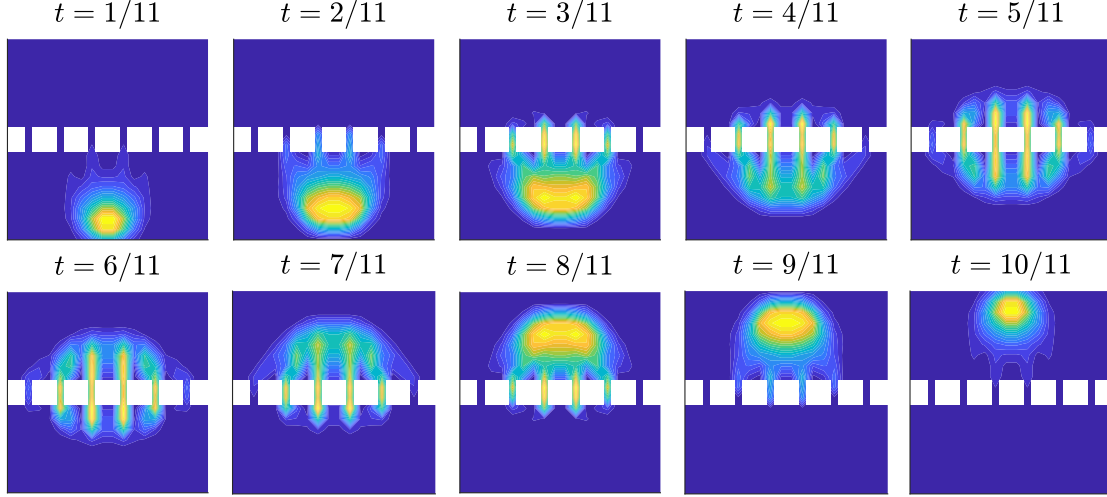 t = 1/11 t = 2/11 t = 3/11 t = 4/11 t = 5/11
t = 6/11 t = 7/11 t = 8/11 t = 9/11 t = 10/11